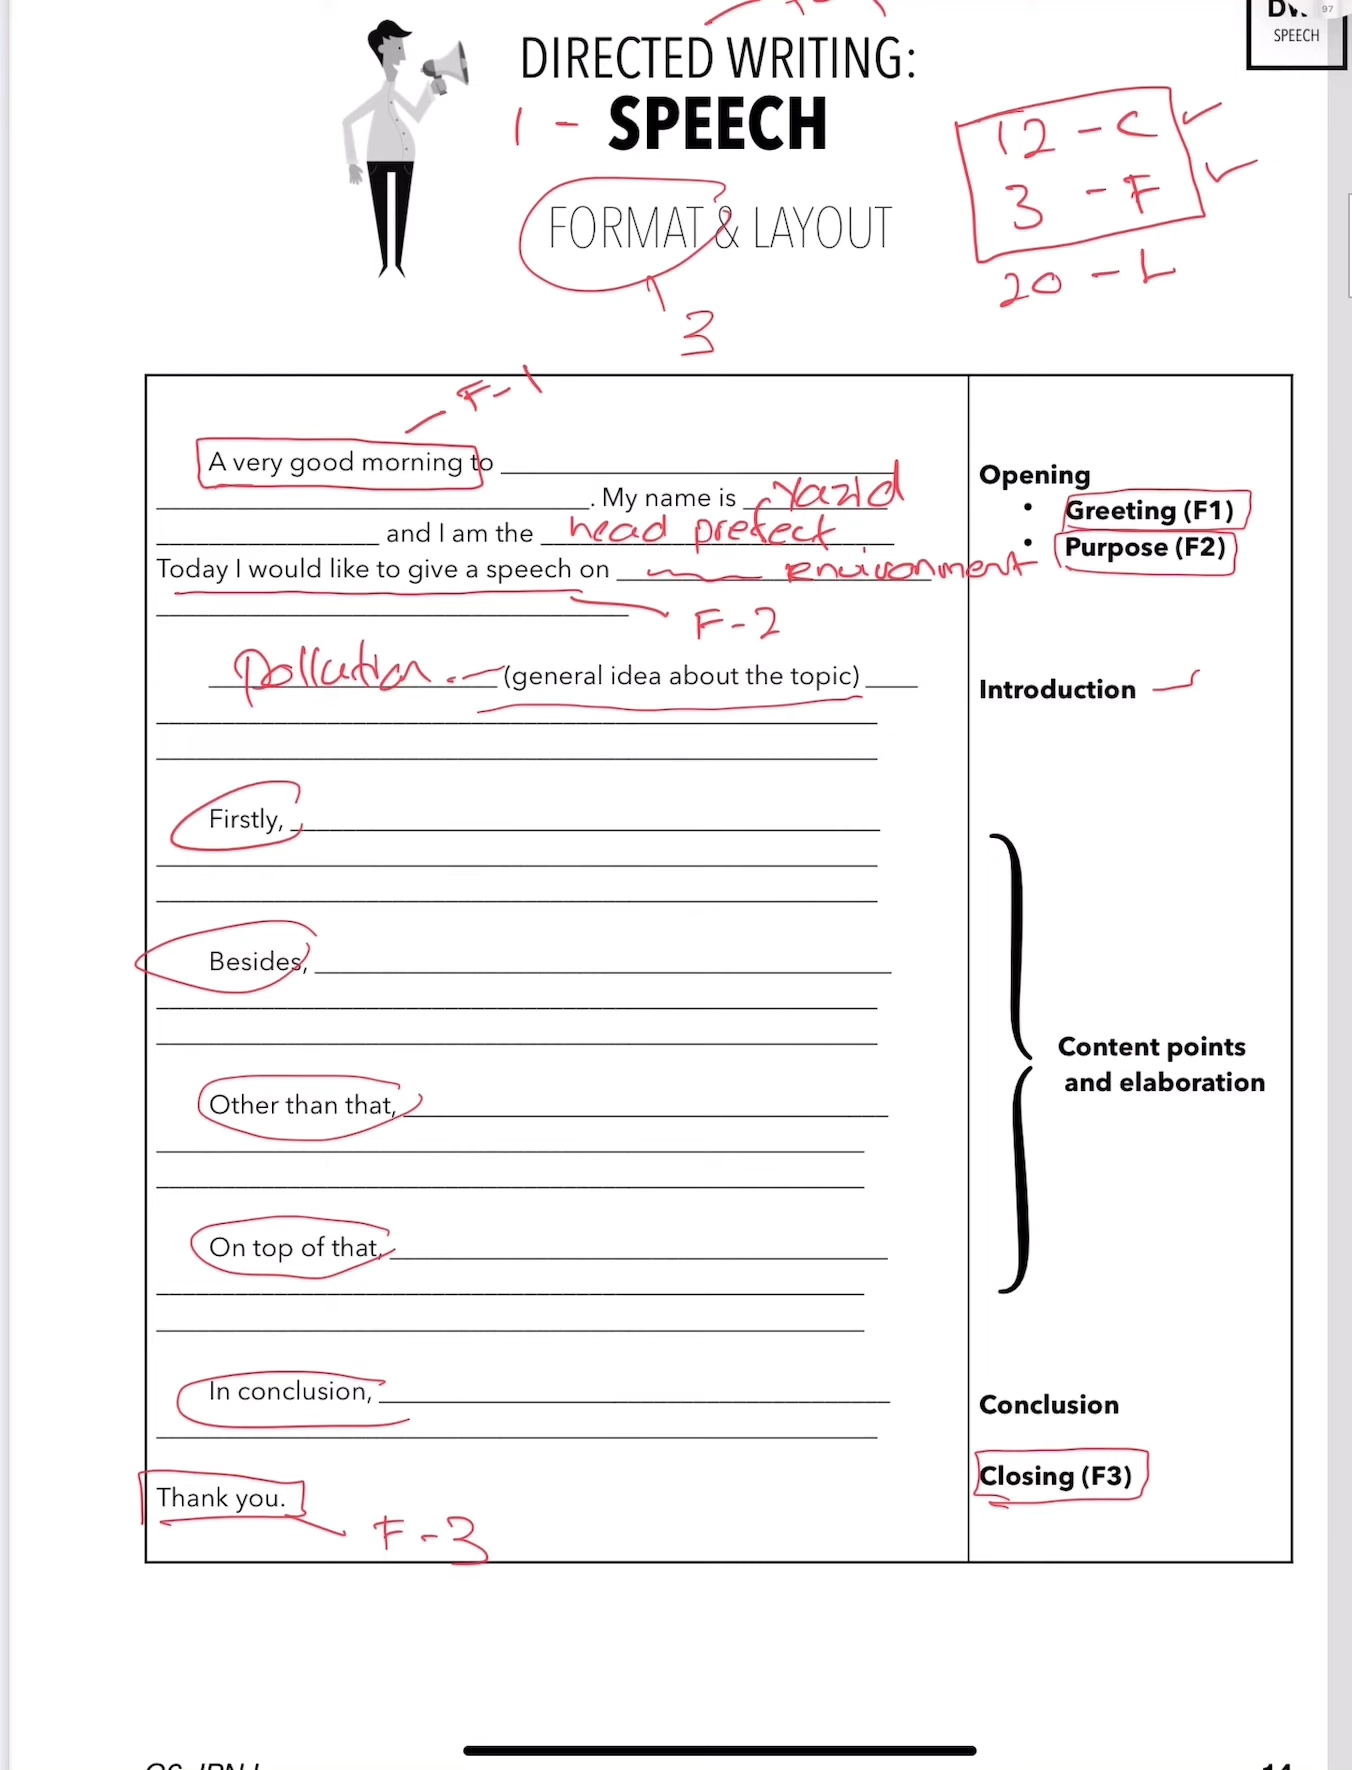 97
SPEECH
DIRECTED WRITING:
1 - SPEECH
FORMAT & LAYOUT
3
12 - C
3 - F
20 - L
F-1
A very good morning to
. My name is Yazid
and I am the head prefect
Today I would like to give a speech on environment
F-2
Pollution. (general idea about the topic)
Firstly,
Besides,
Other than that,
On top of that,
In conclusion,
Thank you.
F-3
Opening
• Greeting (F1)
• Purpose (F2)
Introduction
Content points
and elaboration
Conclusion
Closing (F3)
14